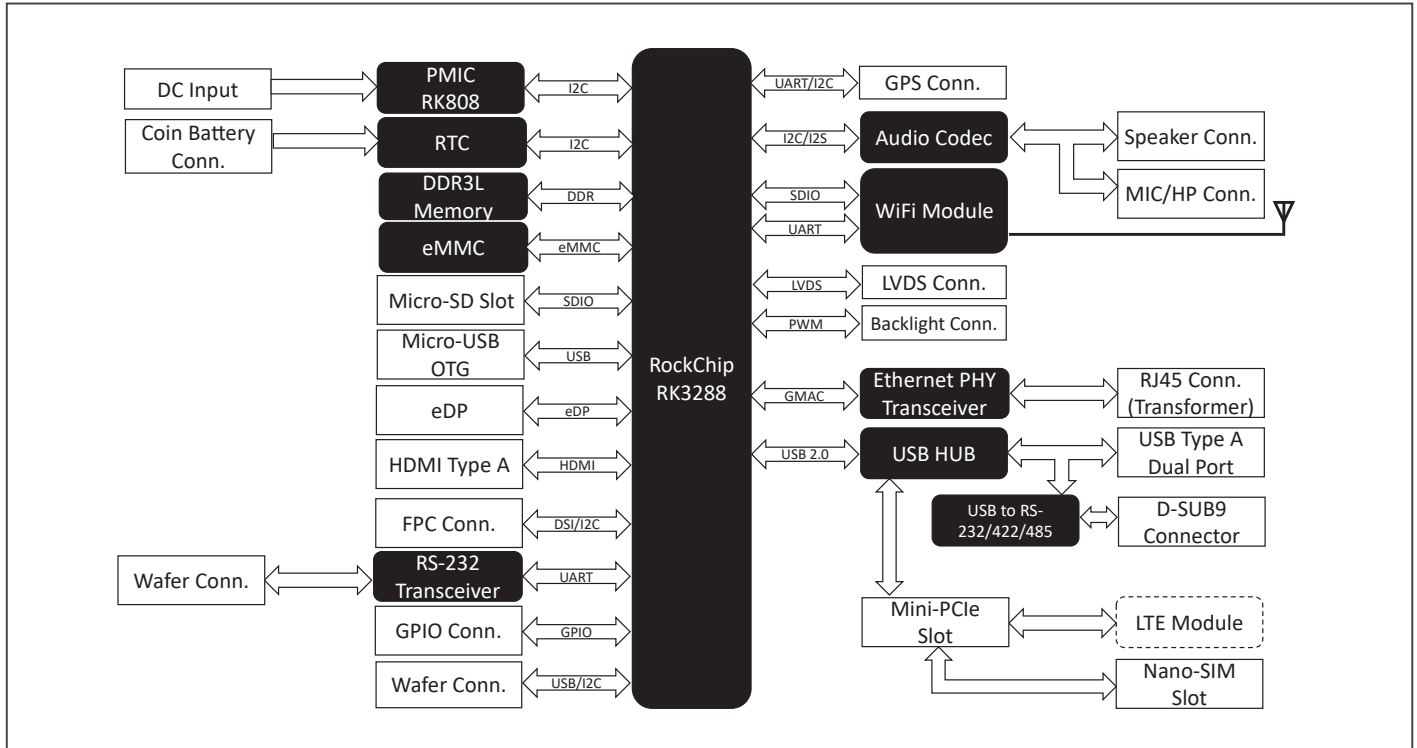 DC Input
PMIC
RK808
I2C
Coin Battery
Conn.
RTC
I2C
DDR3L
Memory
DDR
eMMC
eMMC
Micro-SD Slot
SDIO
Micro-USB
OTG
USB
eDP
eDP
HDMI Type A
HDMI
FPC Conn.
DSI/I2C
Wafer Conn.
RS-232
Transceiver
UART
GPIO Conn.
GPIO
Wafer Conn.
USB/I2C
RockChip
RK3288
UART/I2C
GPS Conn.
I2C/I2S
Audio Codec
Speaker Conn.
MIC/HP Conn.
SDIO
UART
WiFi Module
LVDS
LVDS Conn.
PWM
Backlight Conn.
GMAC
Ethernet PHY
Transceiver
RJ45 Conn.
(Transformer)
USB 2.0
USB HUB
USB Type A
Dual Port
USB to RS-
232/422/485
D-SUB9
Connector
Mini-PCIe
Slot
LTE Module
Nano-SIM
Slot